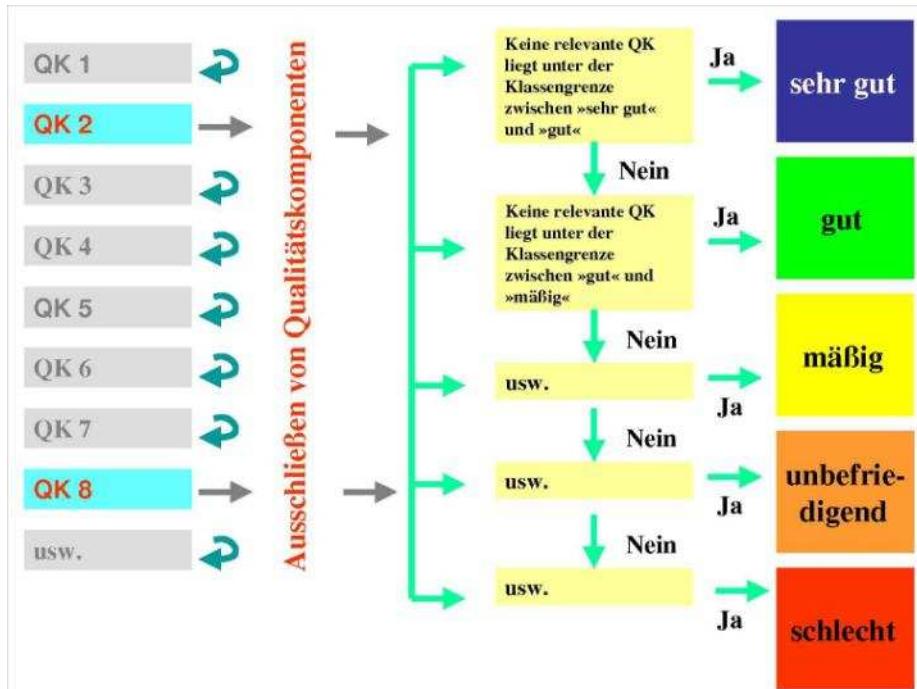 QK 1
QK 2
QK 3
QK 4
QK 5
QK 6
QK 7
QK 8
usw.
Ausschließen von Qualitätskomponenten
Keine relevante QK
liegt unter der
Klassengrenze
zwischen »sehr gut«
und »gut«
Ja
sehr gut
Nein
Keine relevante QK
liegt unter der
Klassengrenze
zwischen »gut« und
»mäßig«
Ja
gut
Nein
usw.
Ja
mäßig
Nein
usw.
Ja
unbefrie-
digend
Nein
usw.
Ja
schlecht